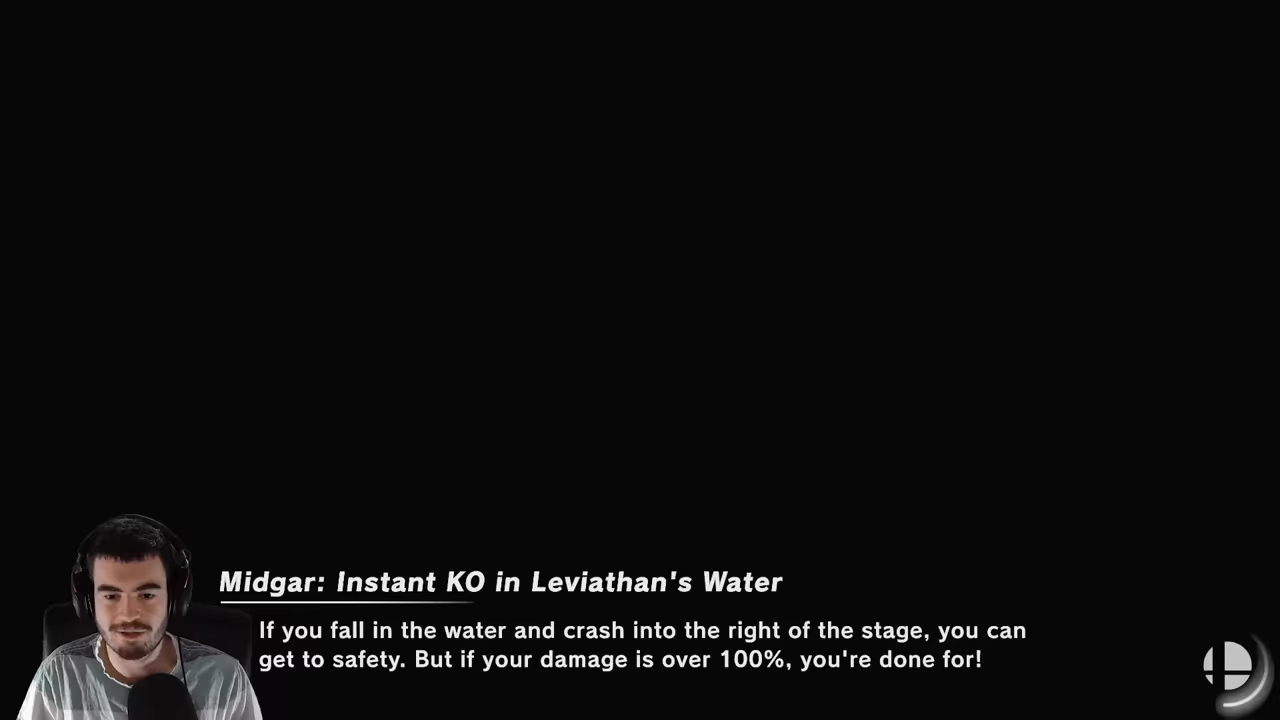 Midgar: Instant KO in Leviathan's Water
If you fall in the water and crash into the right of the stage, you can
get to safety. But if your damage is over 100%, you're done for!